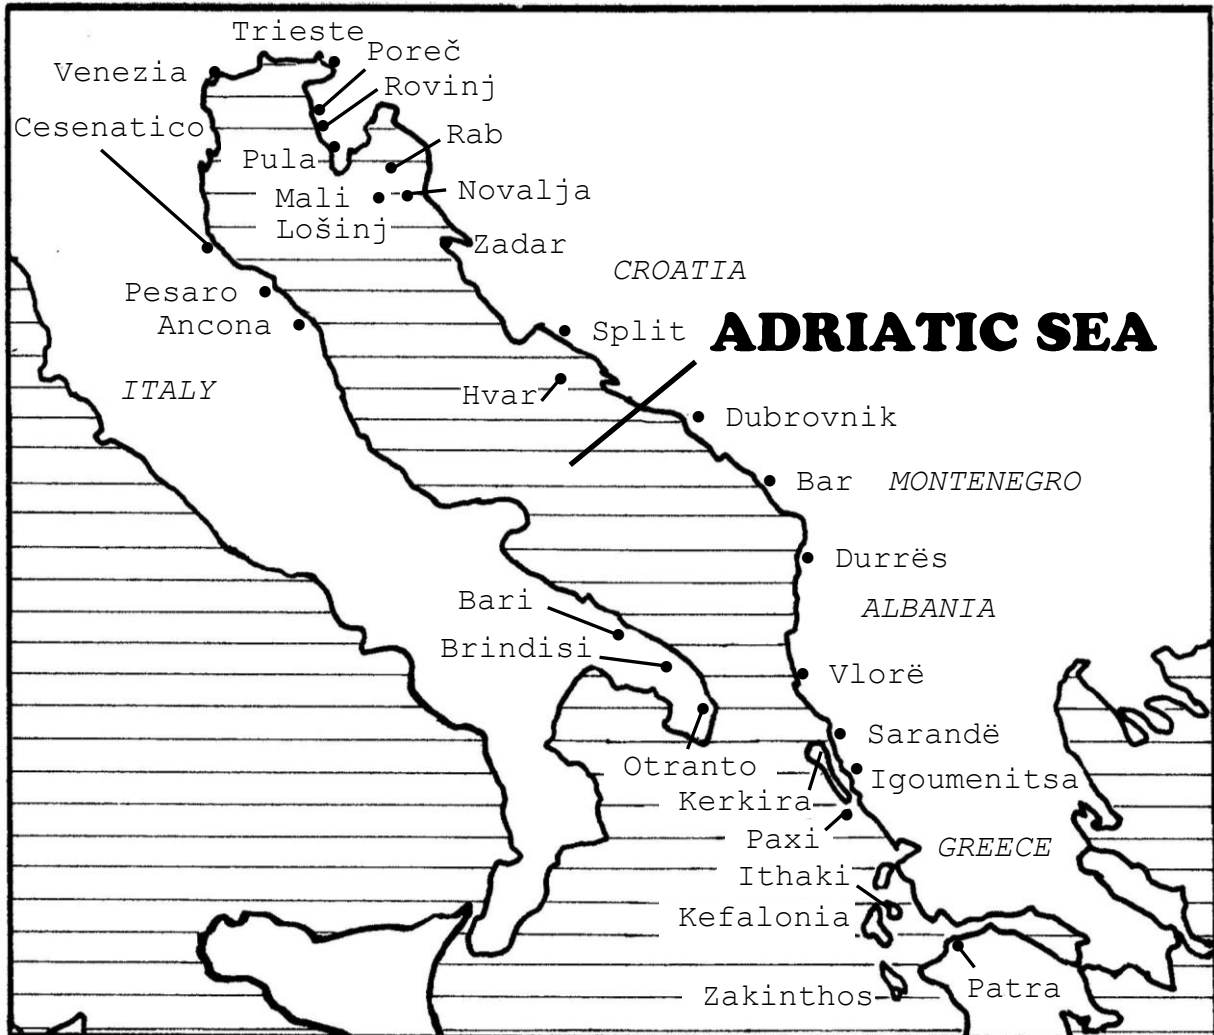 Trieste
Poreč
Venezia
Rovinj
Cesenatico
Rab
Pula
Mali
Lošinj
Novalja
Zadar
CROATIA
Pesaro
Ancona
Split
ADRIATIC SEA
ITALY
Hvar
Dubrovnik
Bar
MONTENEGRO
Durrës
Bari
ALBANIA
Brindisi
Vlorë
Sarandë
Otranto
Igoumenitsa
Kerkira
Paxi
GREECE
Ithaki
Kefalonia
Zakinthos
Patra